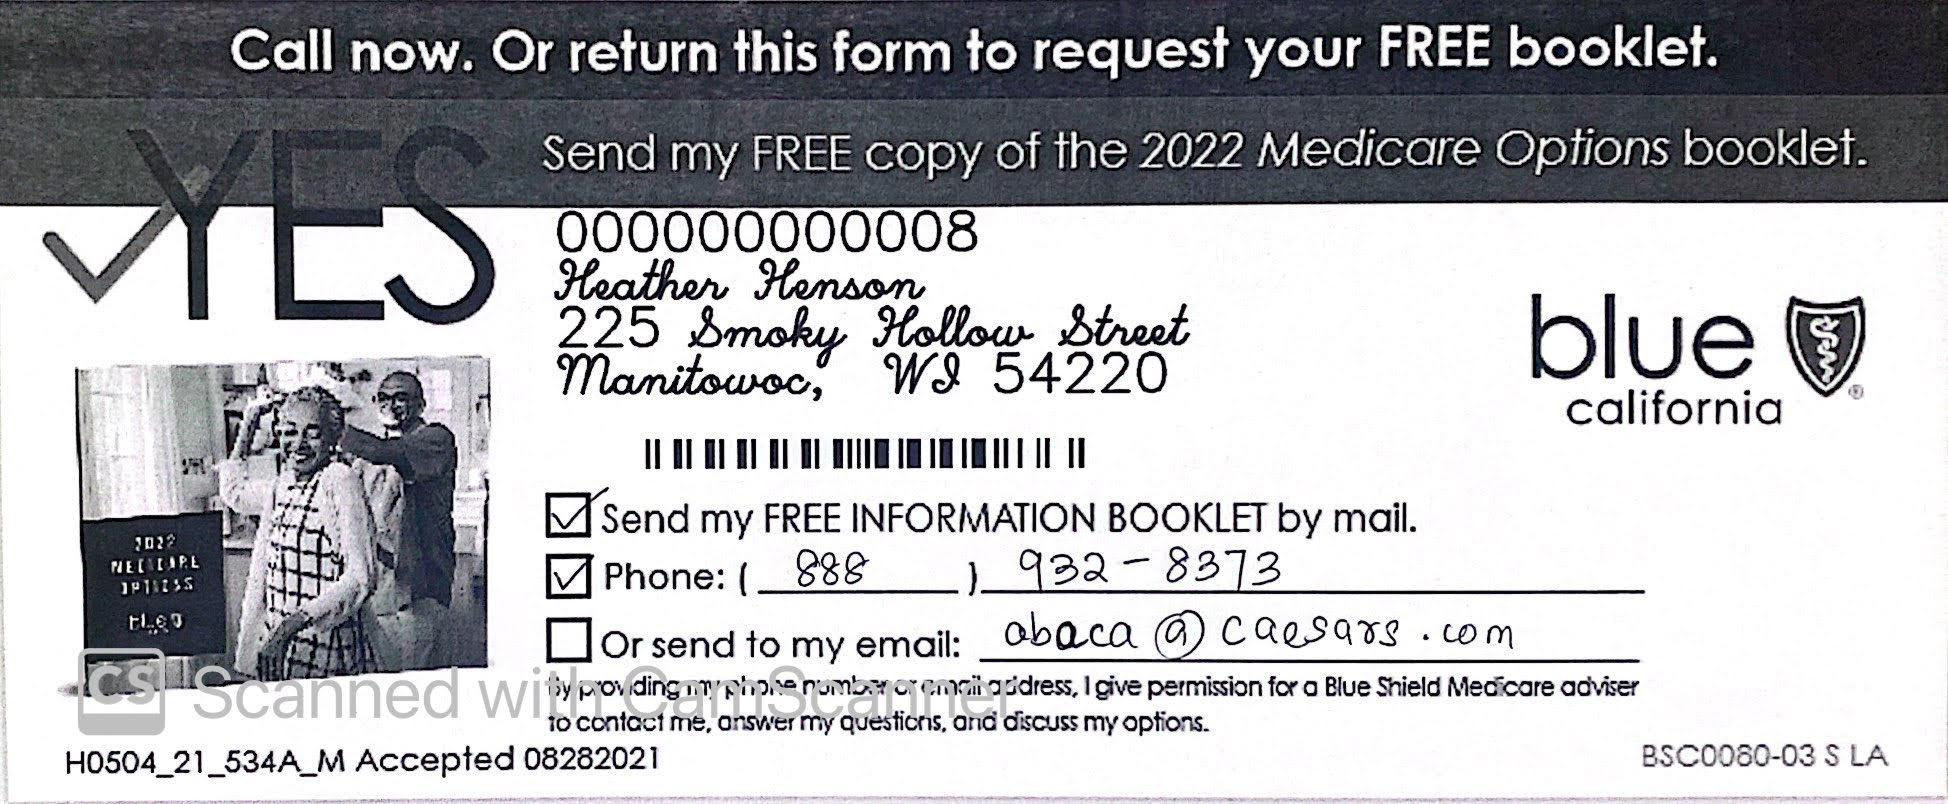 Call now. Or return this form to request your FREE booklet.
YES
Send my FREE copy of the 2022 Medicare Options booklet.
000000000008
Heather Henson
225 Smoky Hollow Street
Manitowoc, WI 54220
blue
california
2022
Send my FREE INFORMATION BOOKLET by mail.
Phone: ( 888 ) 932-8373
Or send to my email: abaca@caesars.com
By providing my phone number or email address, I give permission for a Blue Shield Medicare adviser
to contact me, answer my questions, and discuss my options.
CS Scanned with CamScanner
H0504_21_534A_M Accepted 08282021
BSC0080-03 S LA